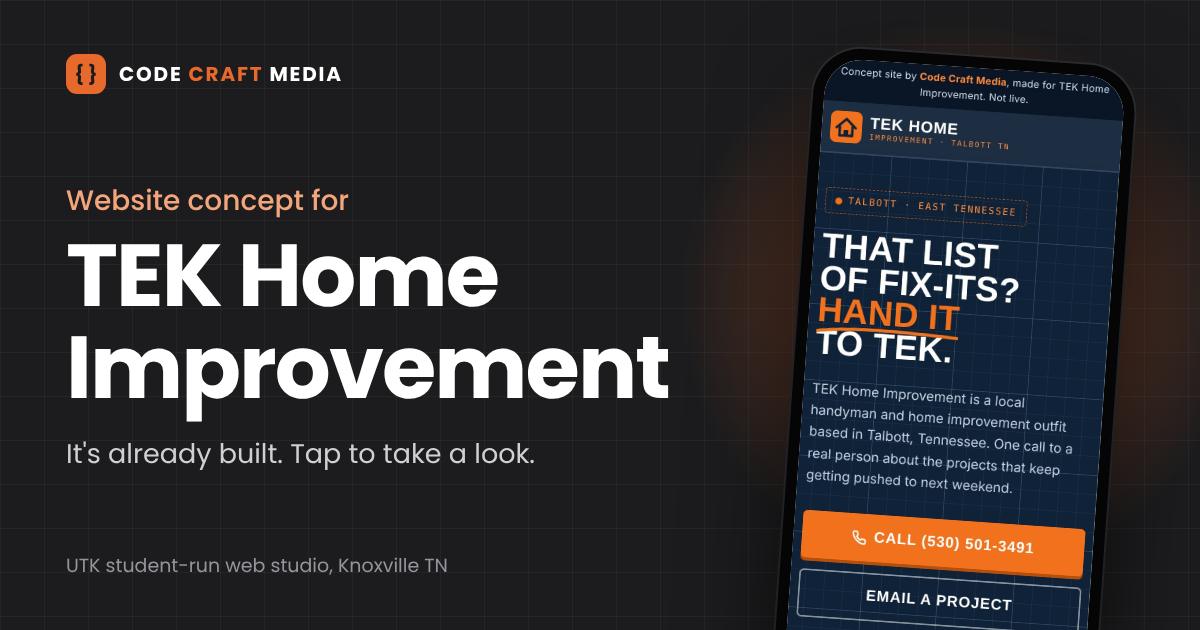 { } CODE CRAFT MEDIA
Website concept for
TEK Home
Improvement
It's already built. Tap to take a look.
UTK student-run web studio, Knoxville TN
Concept site by Code Craft Media, made for TEK Home
Improvement. Not live.
TEK HOME
IMPROVEMENT · TALBOTT TN
TALBOTT · EAST TENNESSEE
THAT LIST
OF FIX-ITS?
HAND IT
TO TEK.
TEK Home Improvement is a local
handyman and home improvement outfit
based in Talbott, Tennessee. One call to a
real person about the projects that keep
getting pushed to next weekend.
CALL (530) 501-3491
EMAIL A PROJECT